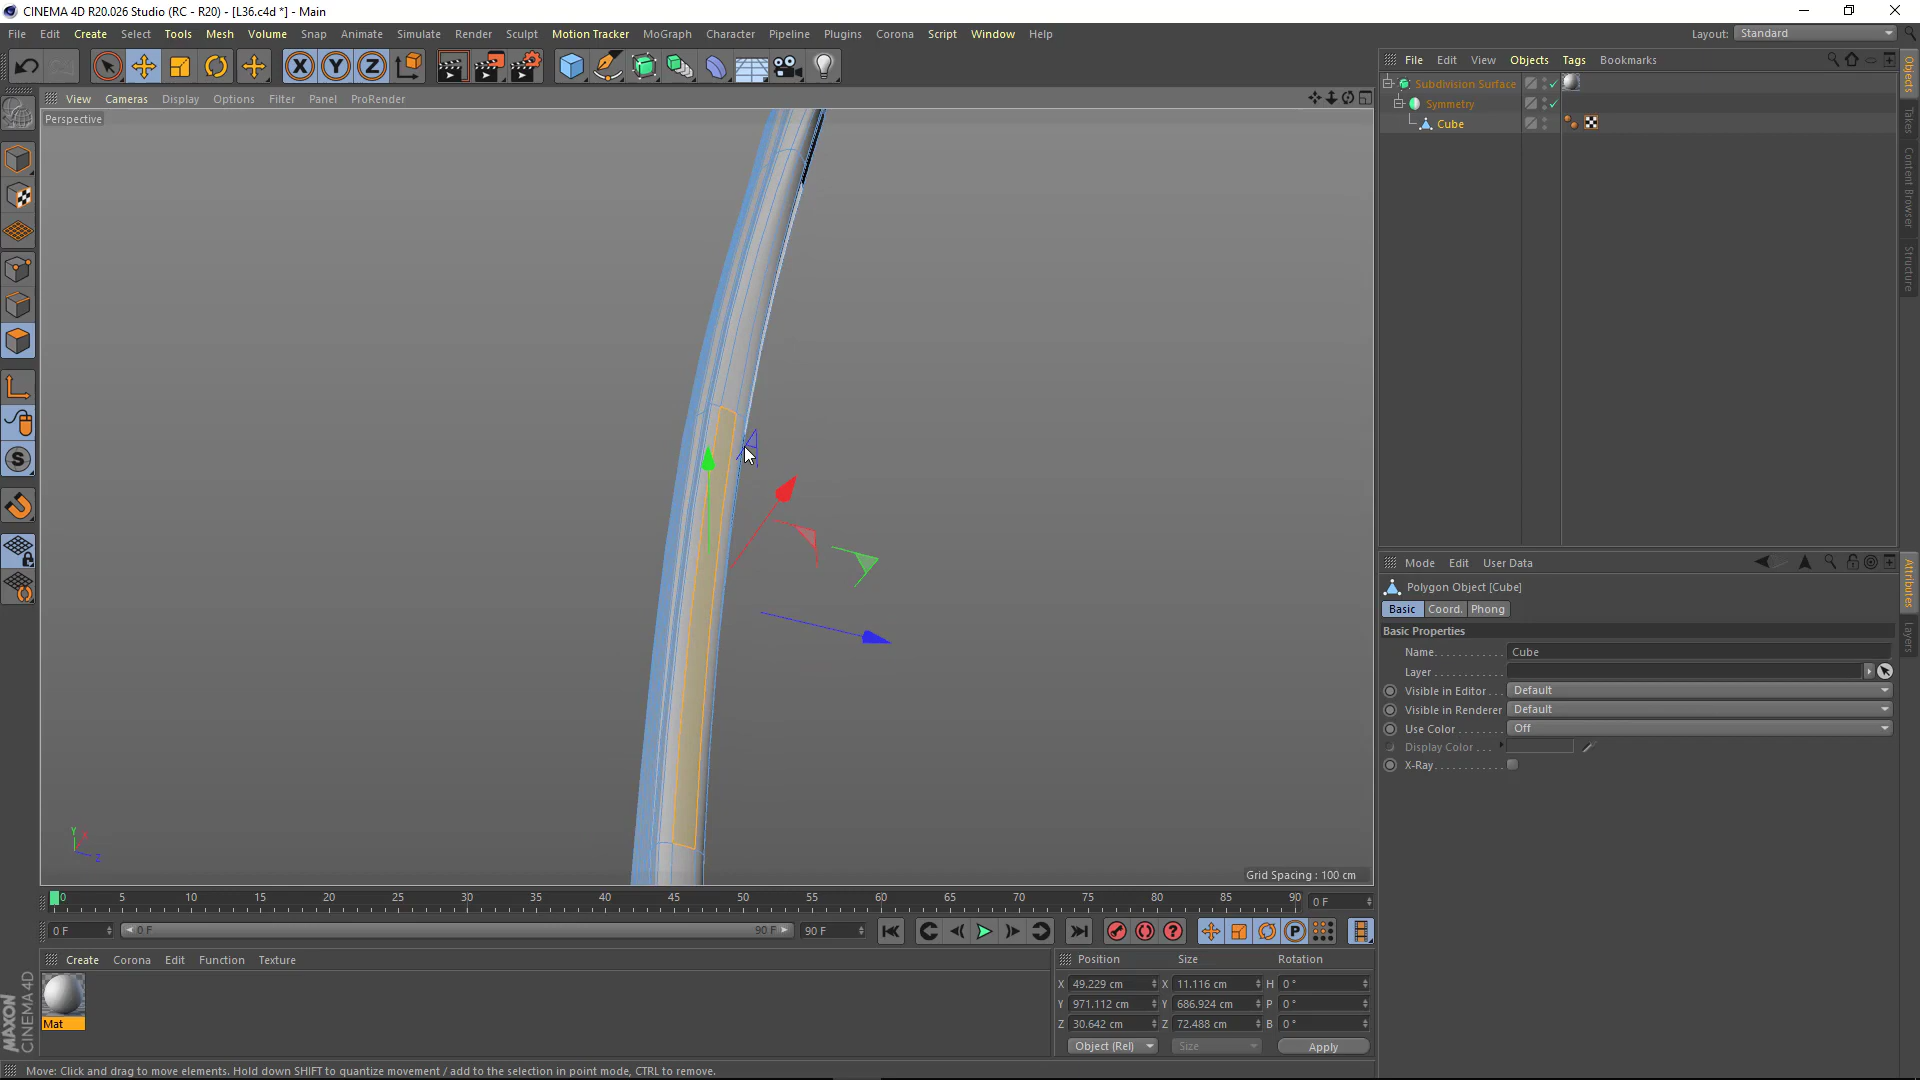 CINEMA 4D R20.026 Studio (RC - R20) - [L36.c4d *] - Main
File Edit Create Select Tools Mesh Volume Snap Animate Simulate Render Sculpt Motion Tracker MoGraph Character Pipeline Plugins Corona Script Window Help
Layout: Standard
X Y Z
File Edit View Objects Tags Bookmarks
View Cameras Display Options Filter Panel ProRender
Perspective
Subdivision Surface
Symmetry
Cube
Objects
Takes
Content Browser
Structure
S
Mode Edit User Data
Polygon Object [Cube]
Basic Coord. Phong
Basic Properties
Name. . . . . . . . . . . Cube
Layer . . . . . . . . . . .
Visible in Editor . . . Default
Visible in Renderer Default
Use Color . . . . . . . Off
Display Color . . .
X-Ray. . . . . . . . . . .
Attributes
Layers
Y
X
Z
Grid Spacing : 100 cm
0 5 10 15 20 25 30 35 40 45 50 55 60 65 70 75 80 85 90 0 F
0 F 0 F 90 F 90 F
P
Create Corona Edit Function Texture
Mat
MAXON CINEMA 4D
Position Size Rotation
X 49.229 cm X 11.116 cm H 0 °
Y 971.112 cm Y 686.924 cm P 0 °
Z 30.642 cm Z 72.488 cm B 0 °
Object (Rel) Size Apply
Move: Click and drag to move elements. Hold down SHIFT to quantize movement / add to the selection in point mode, CTRL to remove.